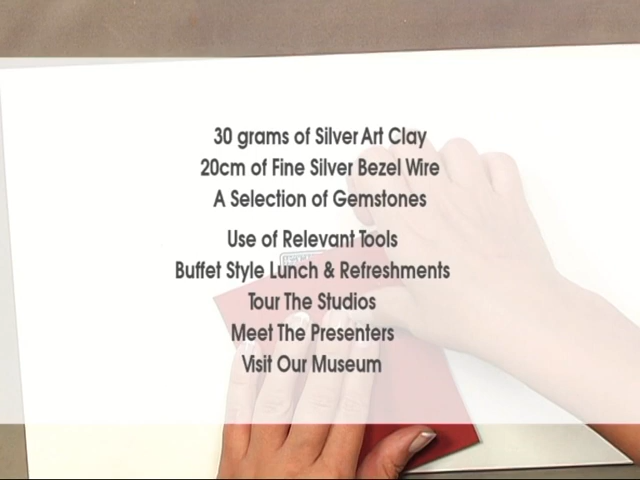 30 grams of Silver Art Clay
20cm of Fine Silver Bezel Wire
A Selection of Gemstones
Use of Relevant Tools
Buffet Style Lunch & Refreshments
Tour The Studios
Meet The Presenters
Visit Our Museum